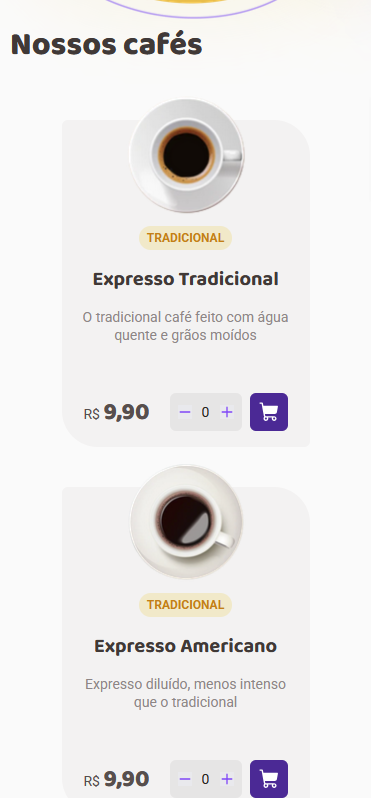 Nossos cafés
TRADICIONAL
Expresso Tradicional
O tradicional café feito com água
quente e grãos moídos
R$ 9,90 − 0 +
TRADICIONAL
Expresso Americano
Expresso diluído, menos intenso
que o tradicional
R$ 9,90 − 0 +